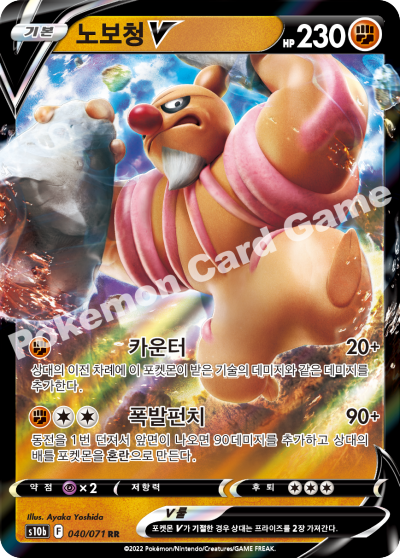 기본 노보청V HP 230
Pokémon Card Game
카운터 20+
상대의 이전 차례에 이 포켓몬이 받은 기술의 데미지와 같은 데미지를
추가한다.
폭발펀치 90+
동전을 1번 던져서 앞면이 나오면 90데미지를 추가하고 상대의
배틀 포켓몬을 혼란으로 만든다.
약점 ×2 저항력 후퇴
Illus. Ayaka Yoshida
V룰
포켓몬 V가 기절한 경우 상대는 프라이즈를 2장 가져간다.
s10b F 040/071 RR
©2022 Pokémon/Nintendo/Creatures/GAME FREAK.